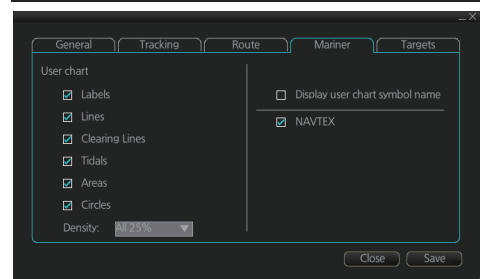 General Tracking Route Mariner Targets
User chart
Labels
Lines
Clearing Lines
Tidals
Areas
Circles
Density: All 25%
Display user chart symbol name
NAVTEX
Close Save